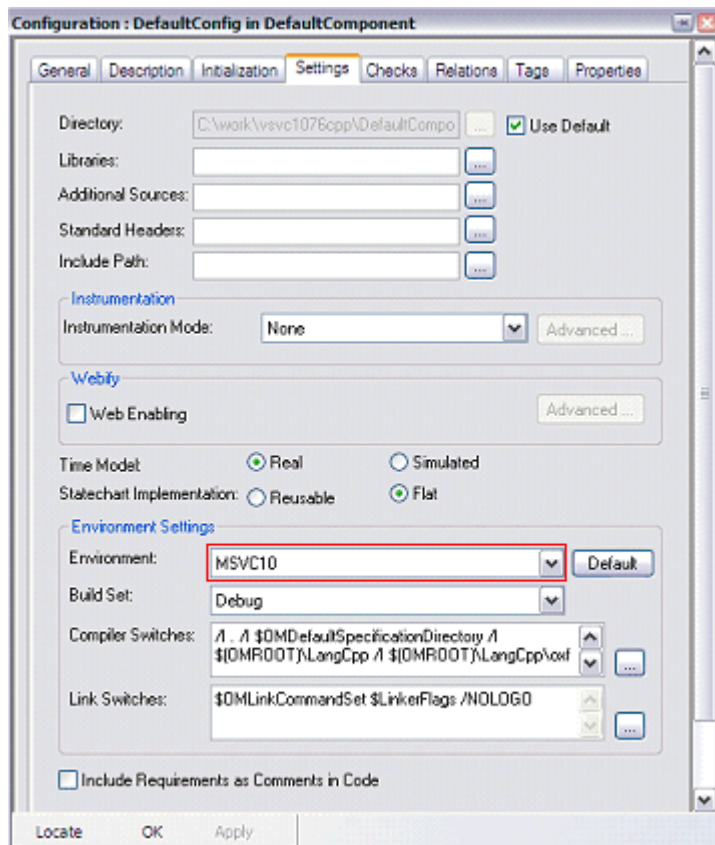 Configuration : DefaultConfig in DefaultComponent
General Description Initialization Settings Checks Relations Tags Properties
Directory: C:\work\vsvc1076cpp\DefaultCompo ... Use Default
Libraries: ...
Additional Sources: ...
Standard Headers: ...
Include Path: ...
Instrumentation
Instrumentation Mode: None Advanced ...
Webify
Web Enabling Advanced ...
Time Model: Real Simulated
Statechart Implementation: Reusable Flat
Environment Settings
Environment: MSVC10 Default
Build Set: Debug
Compiler Switches: /I . /I $OMDefaultSpecificationDirectory /I
$(OMROOT)\LangCpp /I $(OMROOT)\LangCpp\oxf ...
Link Switches: $OMLinkCommandSet $LinkerFlags /NOLOGO
...
Include Requirements as Comments in Code
Locate OK Apply